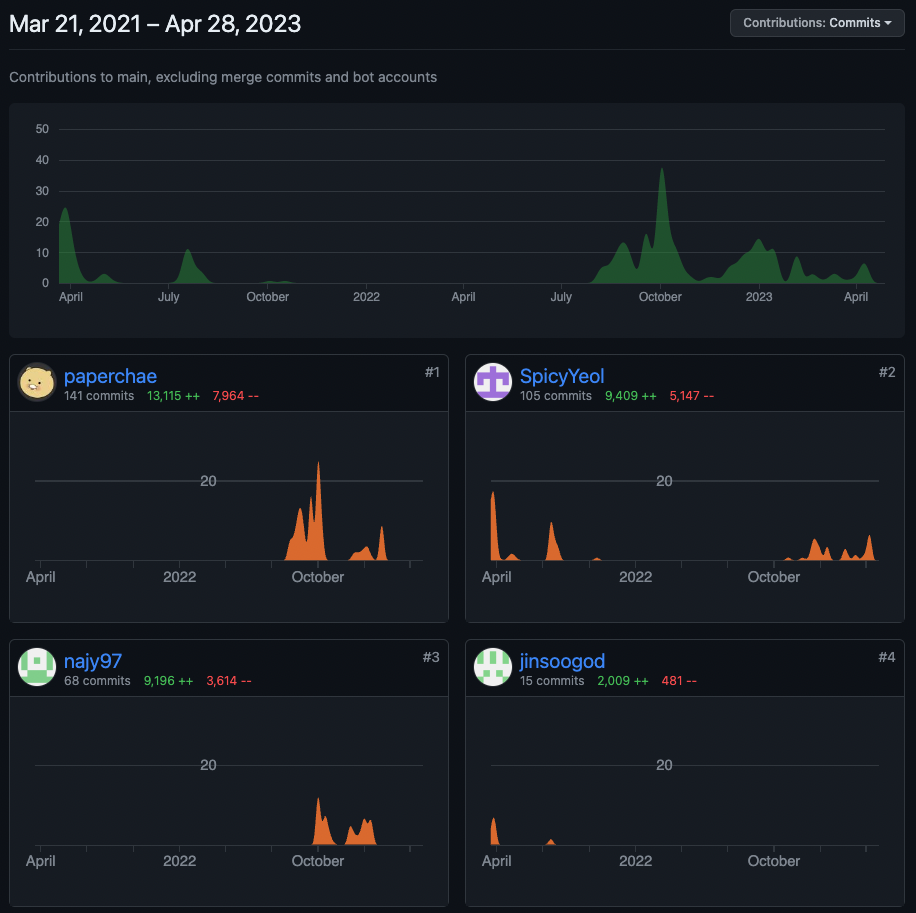 Mar 21, 2021 – Apr 28, 2023
Contributions: Commits
Contributions to main, excluding merge commits and bot accounts
50
40
30
20
10
0
April July October 2022 April July October 2023 April
paperchae #1
141 commits 13,115 ++ 7,964 --
20
April 2022 October
SpicyYeol #2
105 commits 9,409 ++ 5,147 --
20
April 2022 October
najy97 #3
68 commits 9,196 ++ 3,614 --
20
April 2022 October
jinsoogod #4
15 commits 2,009 ++ 481 --
20
April 2022 October